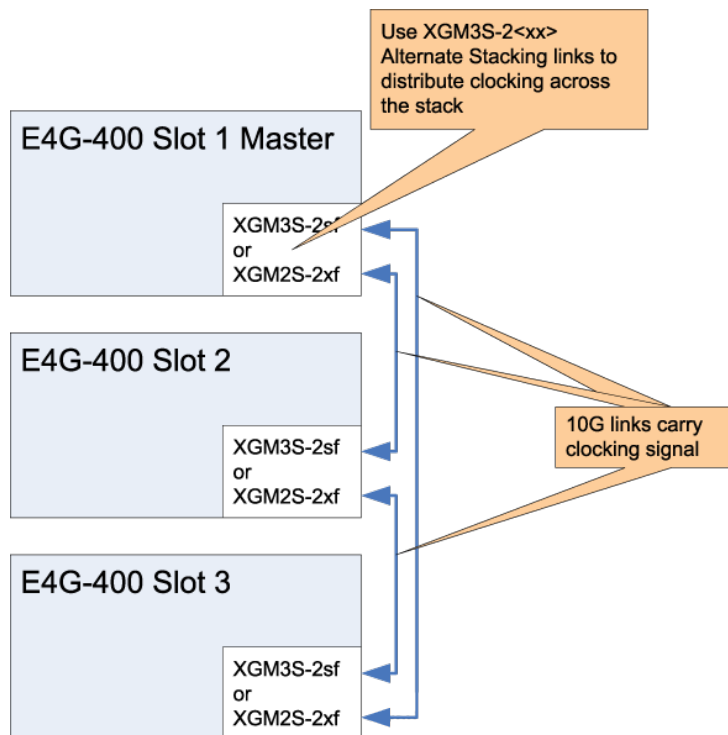 Use XGM3S-2<xx>
Alternate Stacking links to
distribute clocking across
the stack
E4G-400 Slot 1 Master
XGM3S-2sf
or
XGM2S-2xf
E4G-400 Slot 2
XGM3S-2sf
or
XGM2S-2xf
10G links carry
clocking signal
E4G-400 Slot 3
XGM3S-2sf
or
XGM2S-2xf